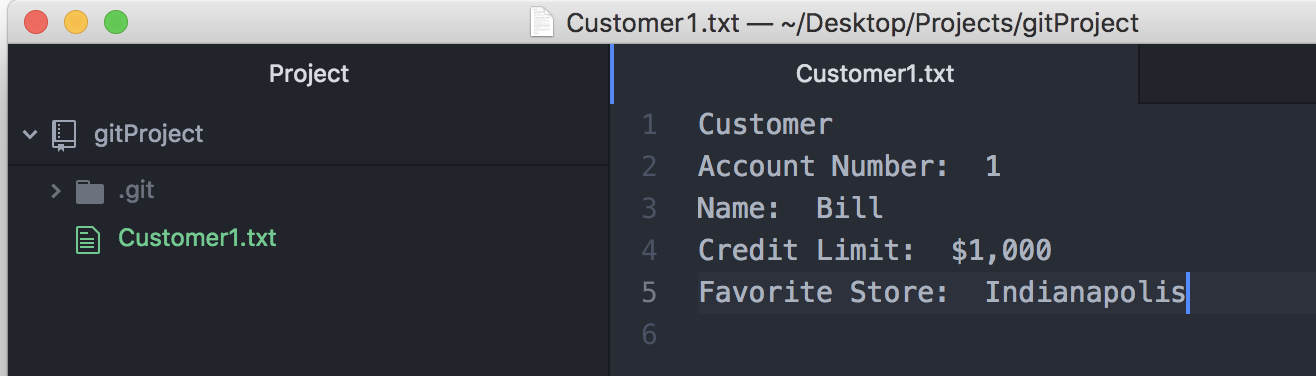 Customer1.txt — ~/Desktop/Projects/gitProject
Project
gitProject
.git
Customer1.txt
Customer1.txt
1 Customer
2 Account Number:  1
3 Name:  Bill
4 Credit Limit:  $1,000
5 Favorite Store:  Indianapolis
6